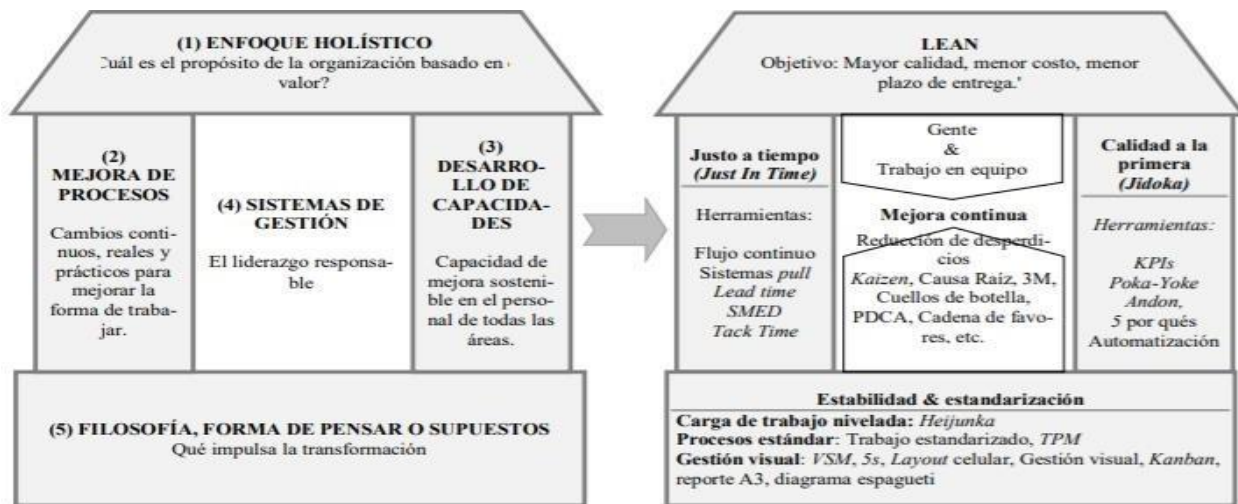 (1) ENFOQUE HOLÍSTICO
Cuál es el propósito de la organización basado en
valor?
(2)
MEJORA DE
PROCESOS
Cambios conti-
nuos, reales y
prácticos para
mejorar la
forma de traba-
jar.
(4) SISTEMAS DE
GESTIÓN
El liderazgo responsa-
ble
(3)
DESARRO-
LLO DE
CAPACIDA-
DES
Capacidad de
mejora sosteni-
ble en el perso-
nal de todas las
áreas.
(5) FILOSOFÍA, FORMA DE PENSAR O SUPUESTOS
Qué impulsa la transformación
LEAN
Objetivo: Mayor calidad, menor costo, menor
plazo de entrega.'
Justo a tiempo
(Just In Time)
Herramientas:
Flujo continuo
Sistemas pull
Lead time
SMED
Tack Time
Gente
&
Trabajo en equipo
Mejora continua
Reducción de desperdi-
cios
Kaizen, Causa Raiz, 3M,
Cuellos de botella,
PDCA, Cadena de favo-
res, etc.
Calidad a la
primera
(Jidoka)
Herramientas:
KPIs
Poka-Yoke
Andon,
5 por qués
Automatización
Estabilidad & estandarización
Carga de trabajo nivelada: Heijunka
Procesos estándar: Trabajo estandarizado, TPM
Gestión visual: VSM, 5s, Layout celular, Gestión visual, Kanban,
reporte A3, diagrama espagueti